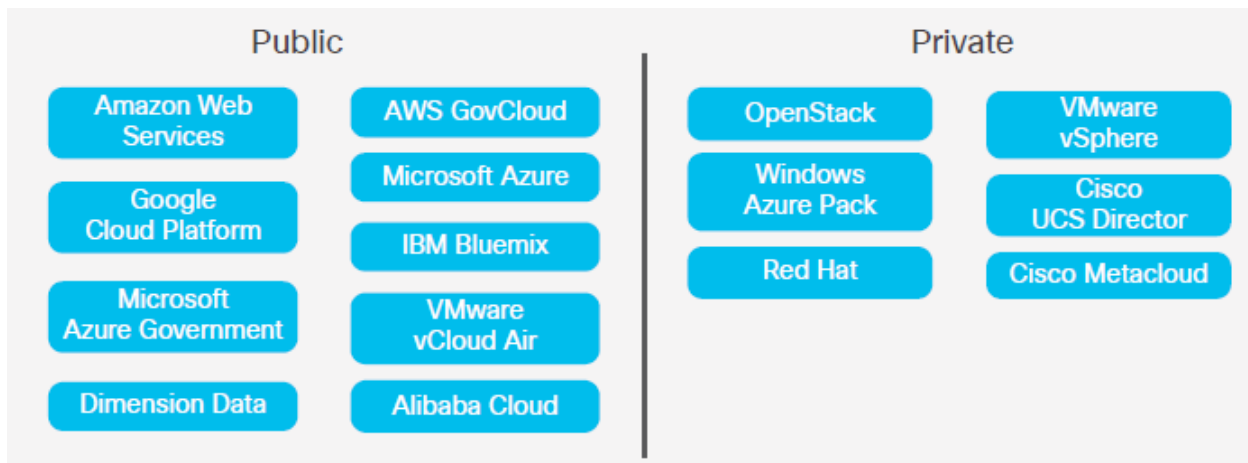 Public
Amazon Web
Services
Google
Cloud Platform
Microsoft
Azure Government
Dimension Data
AWS GovCloud
Microsoft Azure
IBM Bluemix
VMware
vCloud Air
Alibaba Cloud
Private
OpenStack
Windows
Azure Pack
Red Hat
VMware
vSphere
Cisco
UCS Director
Cisco Metacloud